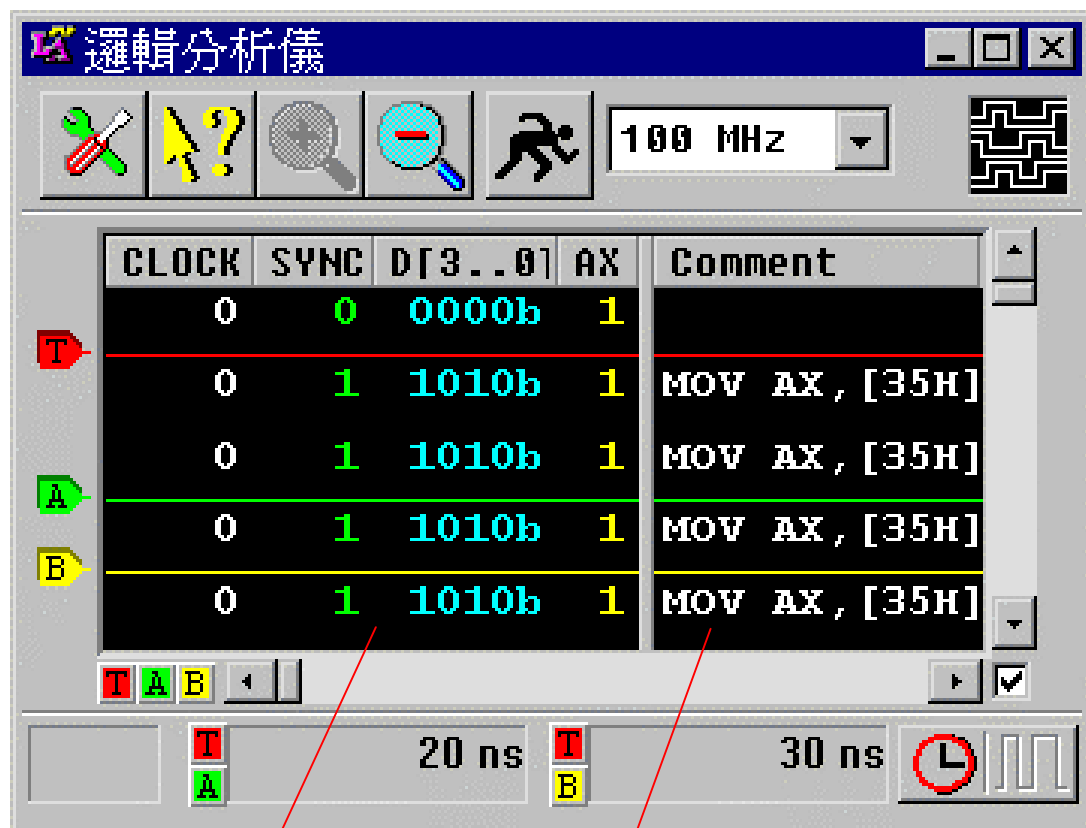 LA 邏輯分析儀
? 100 MHz
CLOCK SYNC D[3..0] AX Comment
0 0 0000b 1
T
0 1 1010b 1 MOV AX,[35H]
0 1 1010b 1 MOV AX,[35H]
A
0 1 1010b 1 MOV AX,[35H]
B
0 1 1010b 1 MOV AX,[35H]
T A B
T 20 ns T 30 ns
A B